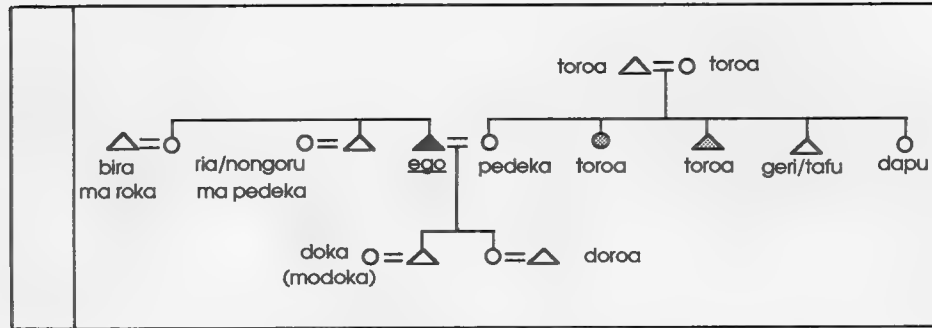 toroa toroa
bira ria/nongoru ego pedeka toroa toroa geri/tafu dapu
ma roka ma pedeka
doka doroa
(modoka)